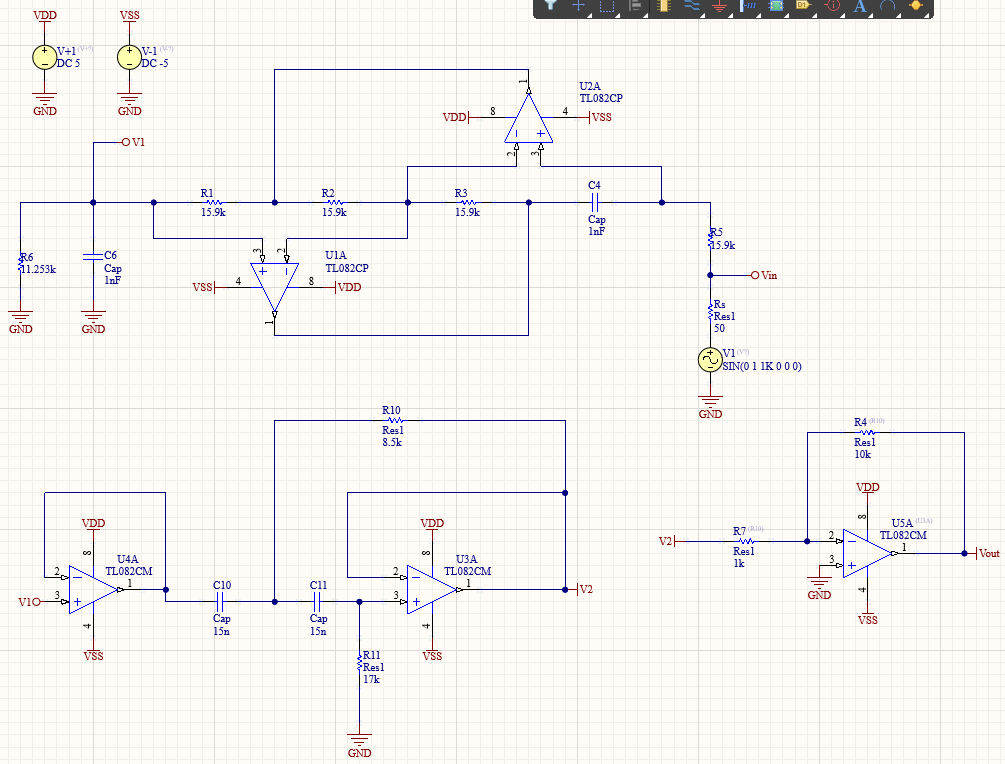 D1
A
VDD
VSS
V+1 (V+?)
DC 5
V-1 (V-?)
DC -5
GND
GND
V1
1
U2A
TL082CP
VDD
8
4
VSS
2
3
R1
15.9k
R2
15.9k
R3
15.9k
C4
Cap
1nF
R5
15.9k
R6
11.253k
C6
Cap
1nF
3
2
U1A
TL082CP
VSS
4
8
VDD
1
GND
GND
Vin
Rs
Res1
50
V1 (V?)
SIN(0 1 1K 0 0 0)
GND
R10
Res1
8.5k
R4 (R10)
Res1
10k
VDD
8
U4A
TL082CM
2
3
1
V1
4
VSS
C10
Cap
15n
C11
Cap
15n
VDD
8
U3A
TL082CM
2
3
1
V2
4
VSS
R11
Res1
17k
GND
V2
R7 (R10)
Res1
1k
VDD
8
U5A (U3A)
TL082CM
2
3
1
Vout
GND
4
VSS